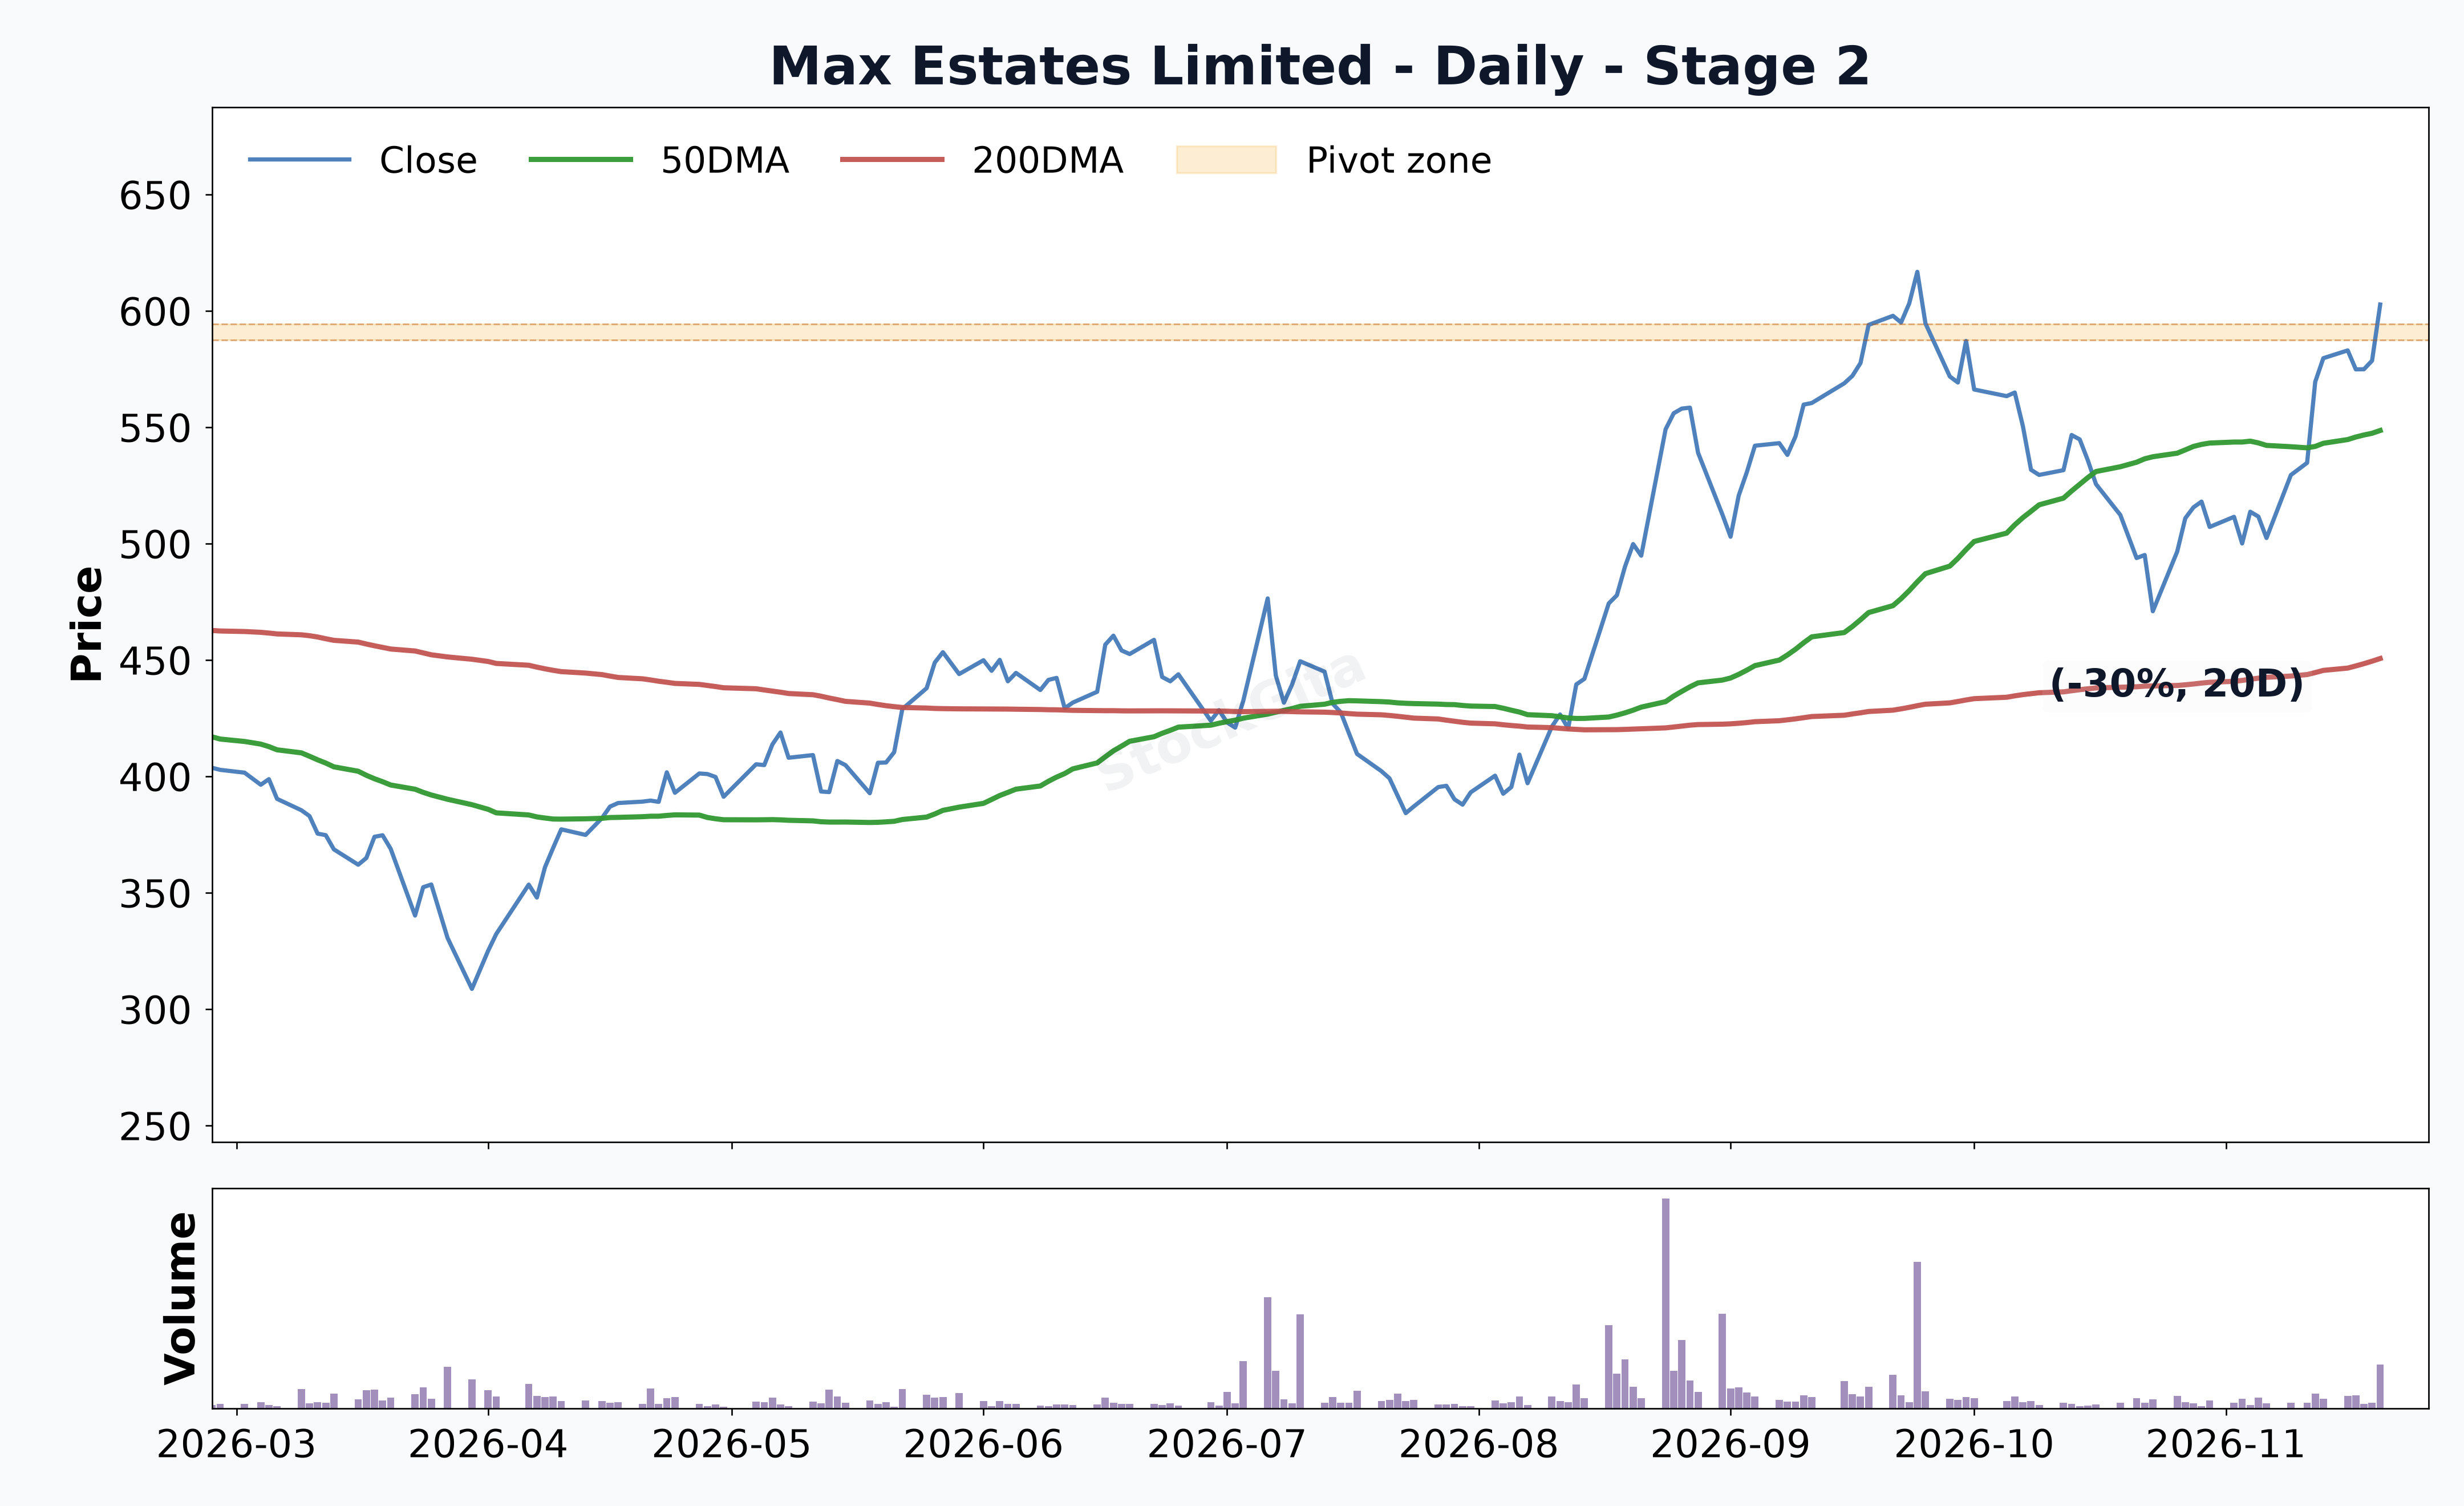 Max Estates Limited - Daily - Stage 2
Close 50DMA 200DMA Pivot zone
650
600
550
500
450
400
350
300
250
Price
(-30%, 20D)
StockGita
Volume
2026-03 2026-04 2026-05 2026-06 2026-07 2026-08 2026-09 2026-10 2026-11